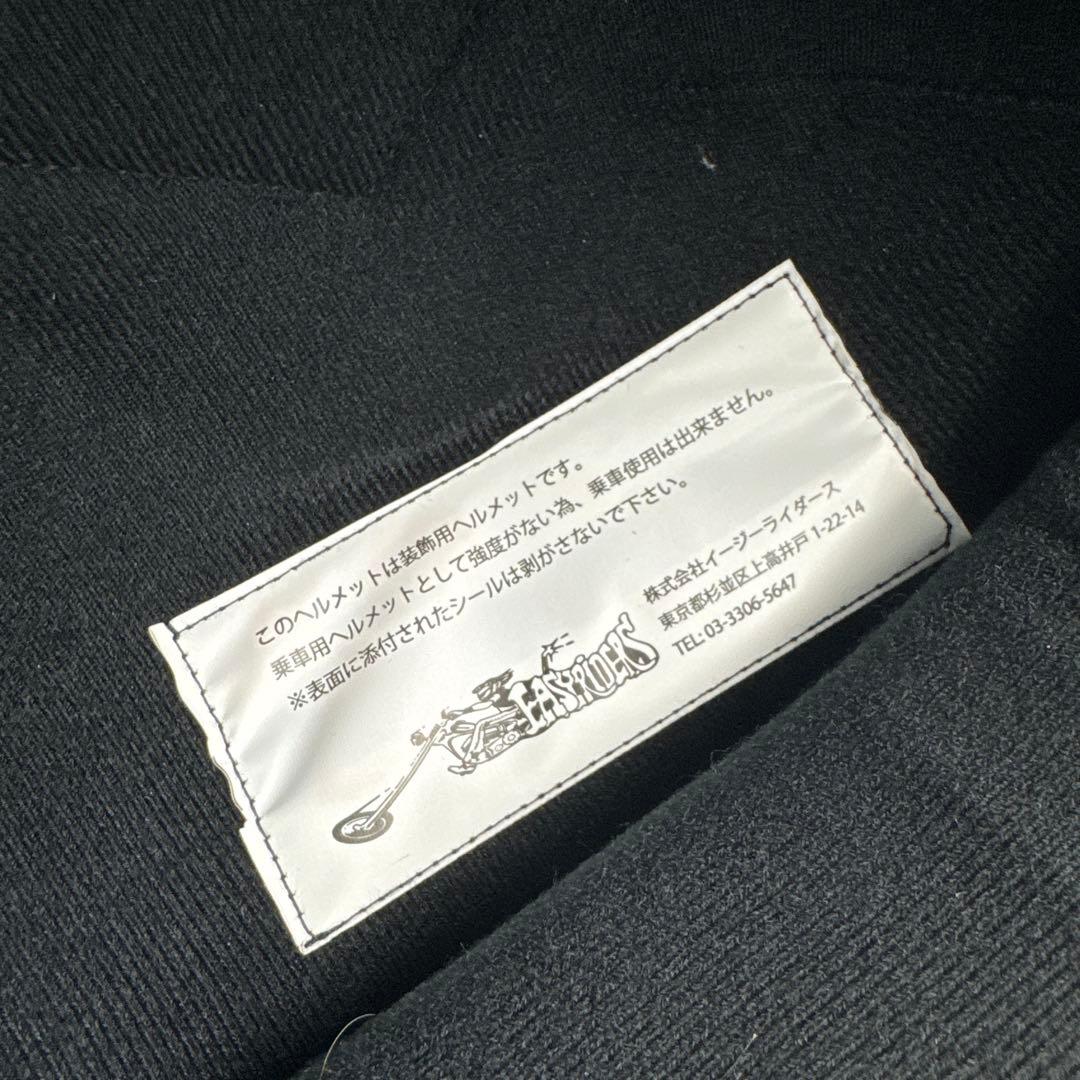 このヘルメットは装飾用ヘルメットです。
乗車用ヘルメットとして強度がない為、乗車使用は出来ません。
※表面に添付されたシールは剥がさないで下さい。
EASYRIDERS
株式会社イージーライダース
東京都杉並区上高井戸1-22-14
TEL: 03-3306-5647